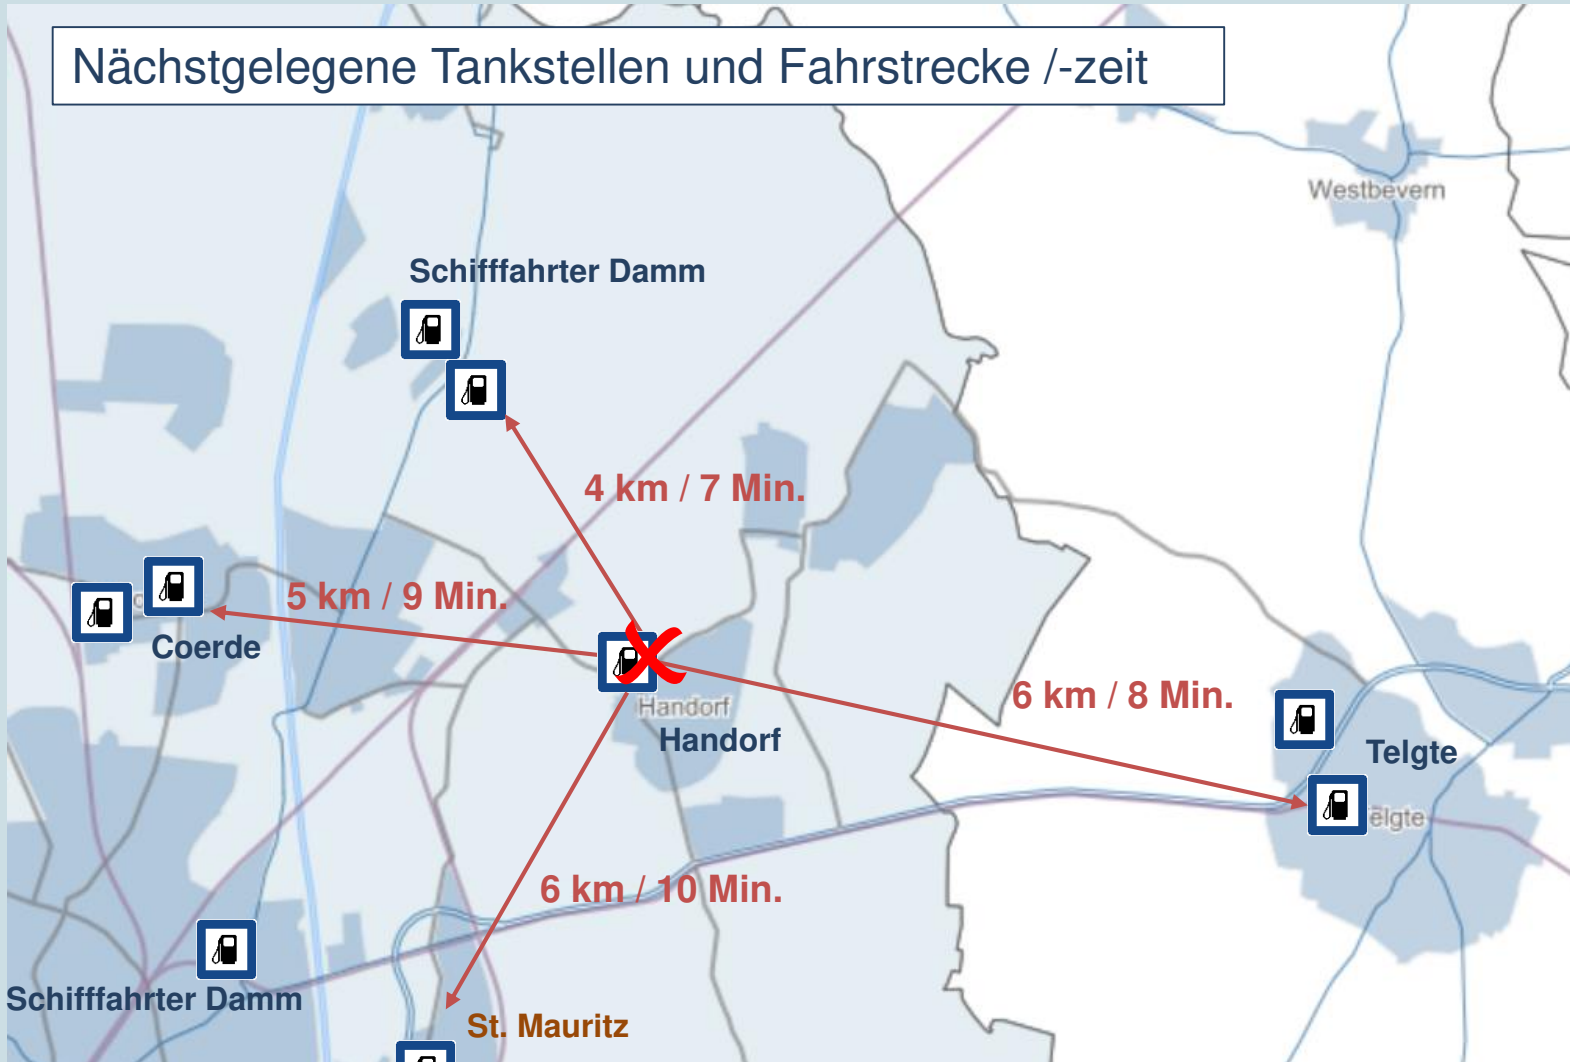 Nächstgelegene Tankstellen und Fahrstrecke /-zeit
Westbevern
Schifffahrter Damm
4 km / 7 Min.
5 km / 9 Min.
Coerde
Handorf
Handorf
6 km / 8 Min.
Telgte
Telgte
6 km / 10 Min.
Schifffahrter Damm
St. Mauritz